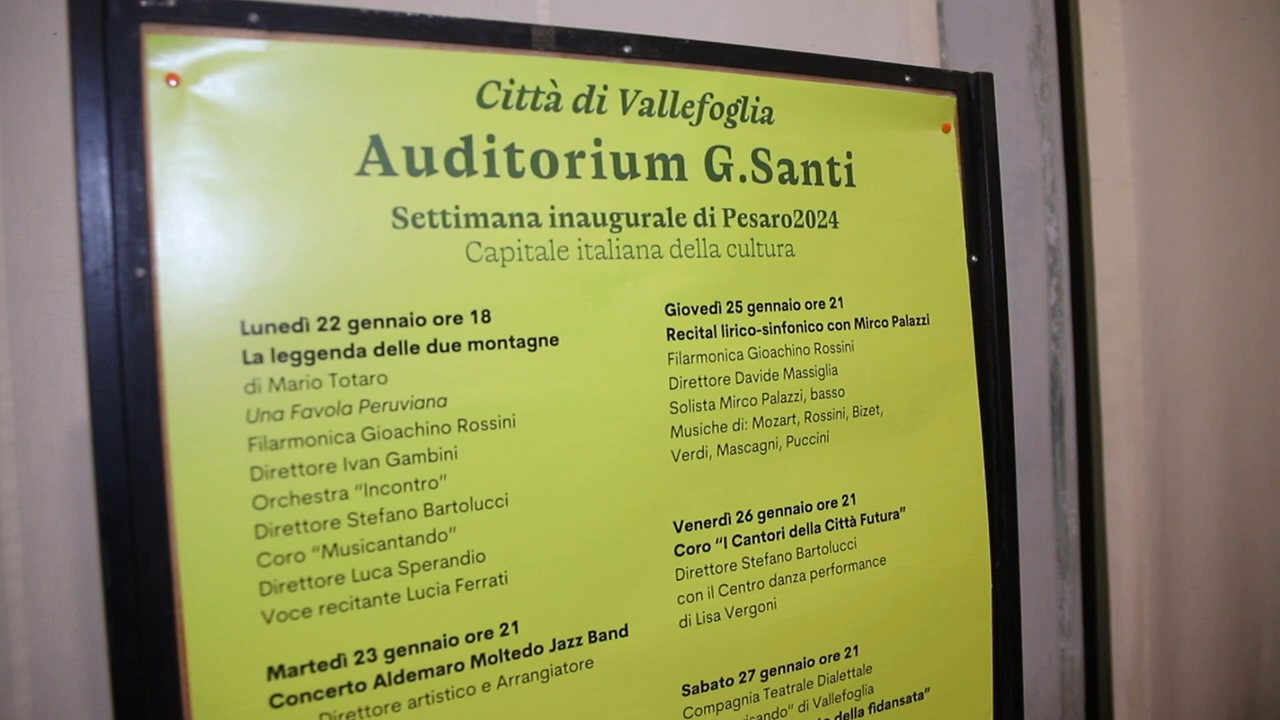 Città di Vallefoglia
Auditorium G.Santi
Settimana inaugurale di Pesaro2024
Capitale italiana della cultura
Lunedì 22 gennaio ore 18
La leggenda delle due montagne
di Mario Totaro
Una Favola Peruviana
Filarmonica Gioachino Rossini
Direttore Ivan Gambini
Orchestra "Incontro"
Direttore Stefano Bartolucci
Coro "Musicantando"
Direttore Luca Sperandio
Voce recitante Lucia Ferrati
Martedì 23 gennaio ore 21
Concerto Aldemaro Moltedo Jazz Band
Direttore artistico e Arrangiatore
Giovedì 25 gennaio ore 21
Recital lirico-sinfonico con Mirco Palazzi
Filarmonica Gioachino Rossini
Direttore Davide Massiglia
Solista Mirco Palazzi, basso
Musiche di: Mozart, Rossini, Bizet,
Verdi, Mascagni, Puccini
Venerdì 26 gennaio ore 21
Coro "I Cantori della Città Futura"
Direttore Stefano Bartolucci
con il Centro danza performance
di Lisa Vergoni
Sabato 27 gennaio ore 21
Compagnia Teatrale Dialettale
di Vallefoglia
della fidansata"